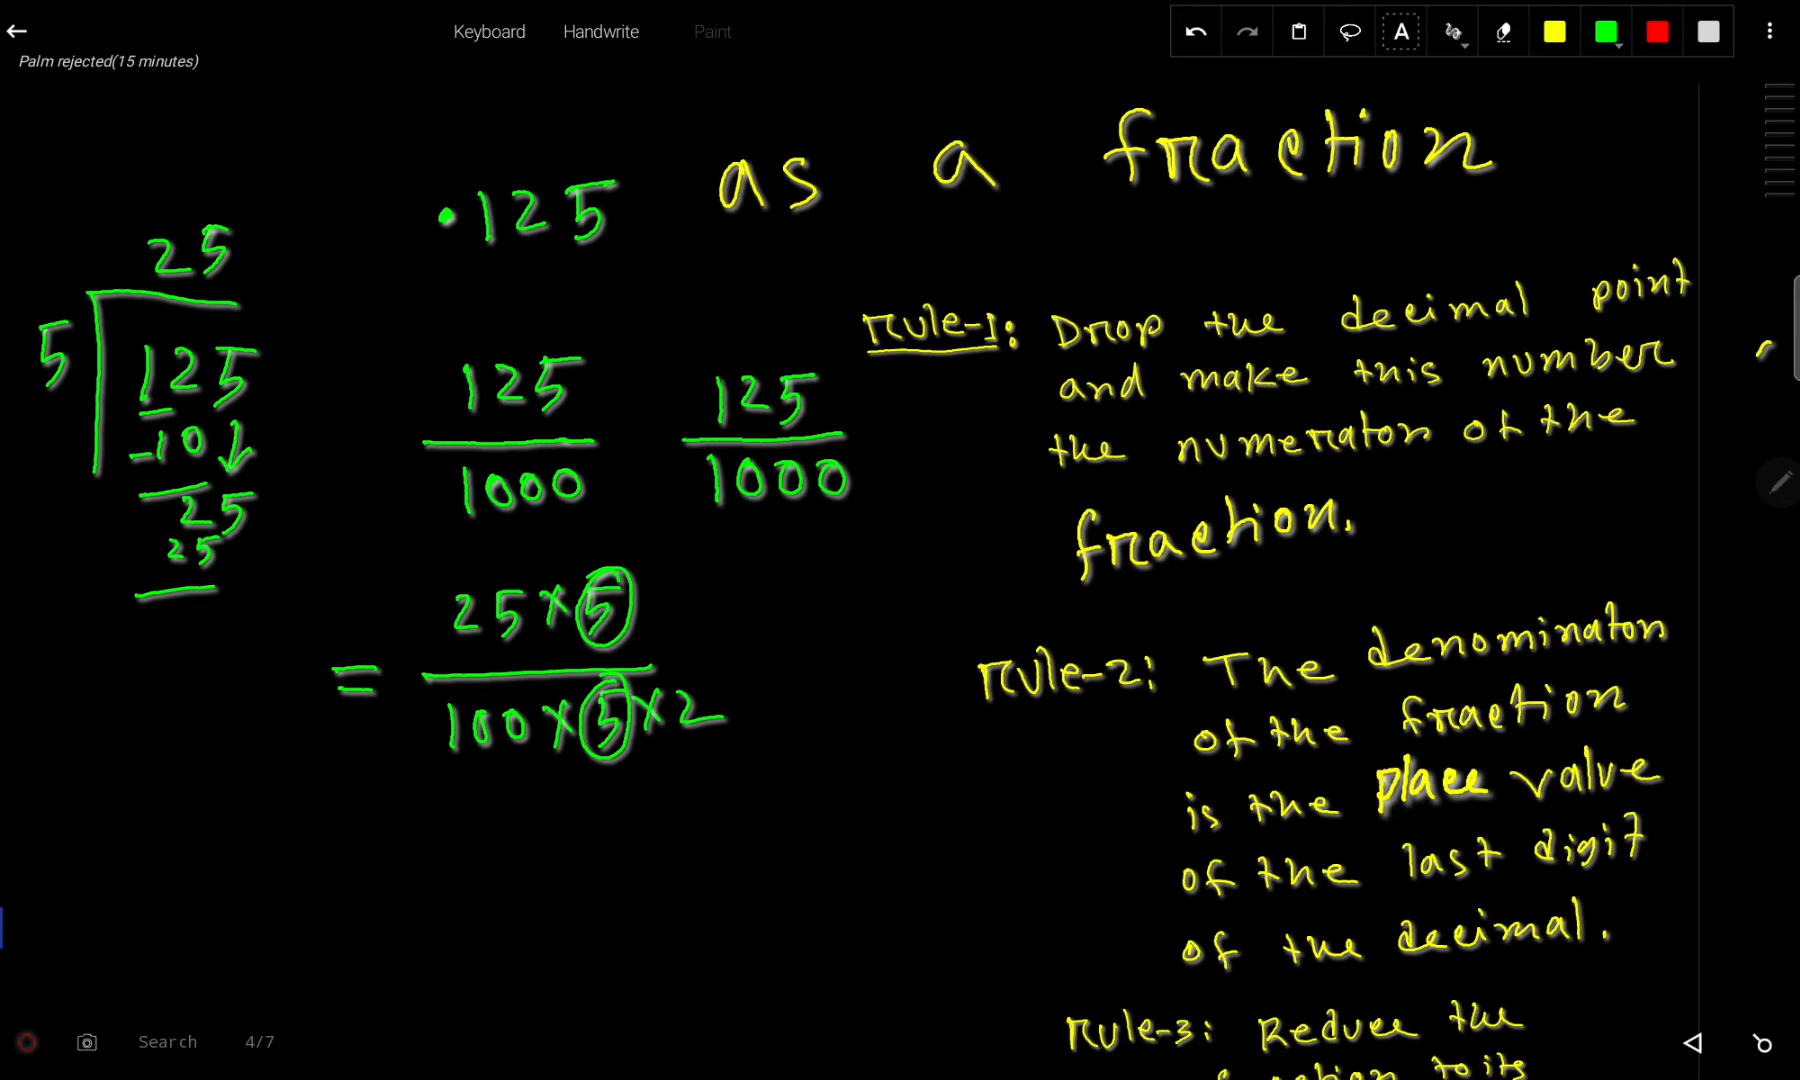 Keyboard Handwrite Paint
Palm rejected(15 minutes)
.125 as a fraction
25
5
125
-10
25
25
125
1000
125
1000
= 25×5
100×5×2
Rule-1: Drop the decimal point
and make this number
the numerator of the
fraction.
Rule-2: The denominator
of the fraction
is the place value
of the last digit
of the decimal.
Rule-3: Reduce the
fraction to its
Search 4/7
A